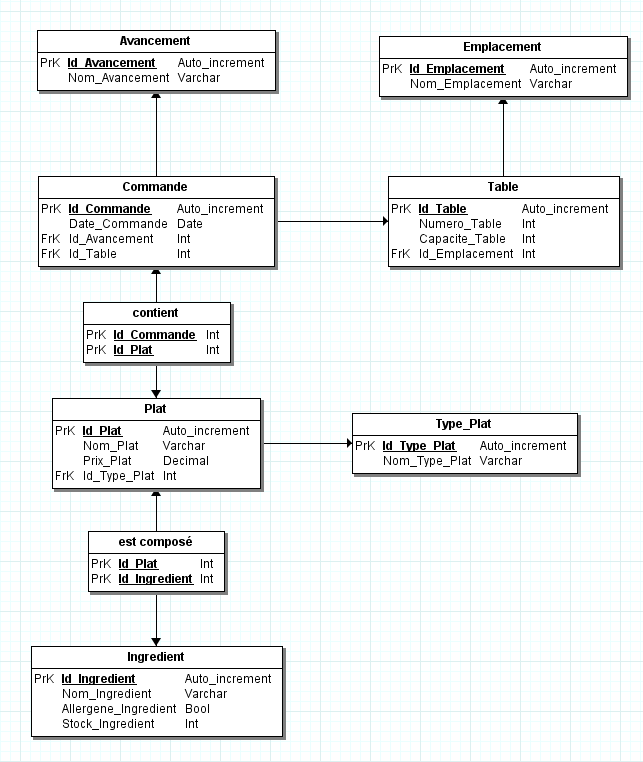 Avancement
PrK Id_Avancement Auto_increment
Nom_Avancement Varchar
Emplacement
PrK Id_Emplacement Auto_increment
Nom_Emplacement Varchar
Commande
PrK Id_Commande Auto_increment
Date_Commande Date
FrK Id_Avancement Int
FrK Id_Table Int
Table
PrK Id_Table Auto_increment
Numero_Table Int
Capacite_Table Int
FrK Id_Emplacement Int
contient
PrK Id_Commande Int
PrK Id_Plat Int
Plat
PrK Id_Plat Auto_increment
Nom_Plat Varchar
Prix_Plat Decimal
FrK Id_Type_Plat Int
Type_Plat
PrK Id_Type_Plat Auto_increment
Nom_Type_Plat Varchar
est composé
PrK Id_Plat Int
PrK Id_Ingredient Int
Ingredient
PrK Id_Ingredient Auto_increment
Nom_Ingredient Varchar
Allergene_Ingredient Bool
Stock_Ingredient Int